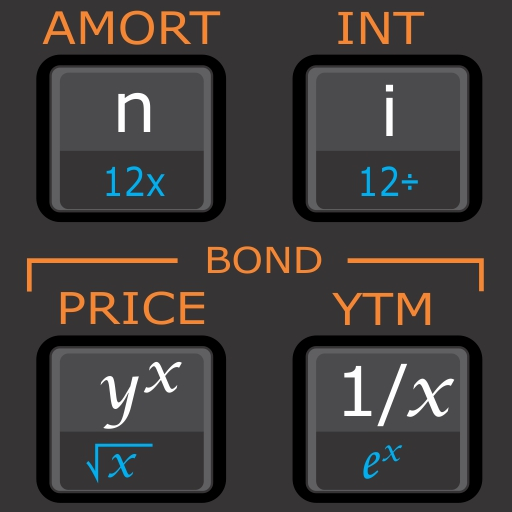 AMORT INT
n i
12x 12÷
BOND
PRICE YTM
yˣ 1/x
√x eˣ